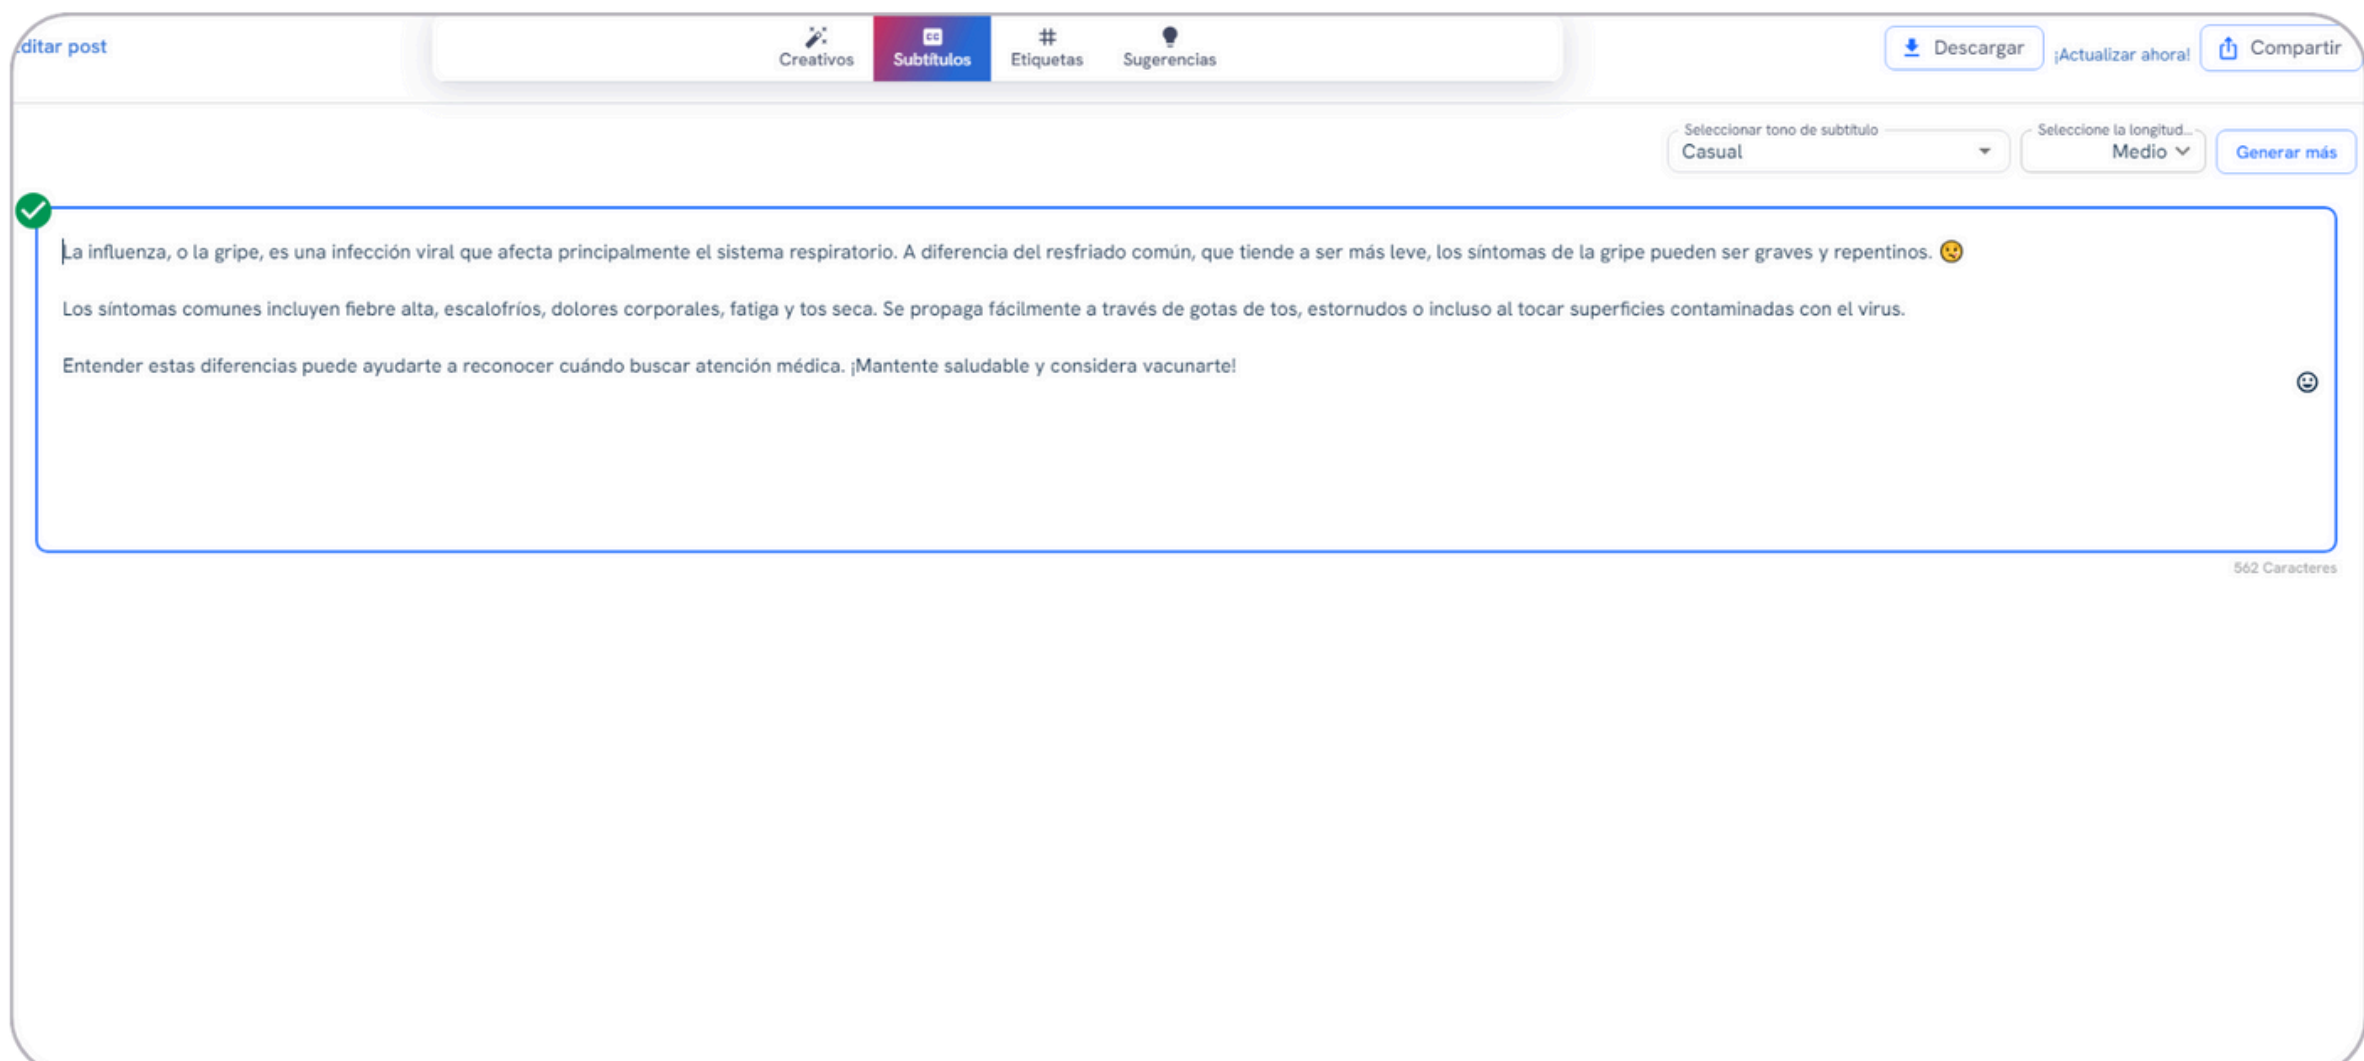 ditar post
Creativos
Subtítulos
Etiquetas
Sugerencias
Descargar
¡Actualizar ahora!
Compartir
Seleccionar tono de subtítulo
Casual
Seleccione la longitud...
Medio
Generar más
La influenza, o la gripe, es una infección viral que afecta principalmente el sistema respiratorio. A diferencia del resfriado común, que tiende a ser más leve, los síntomas de la gripe pueden ser graves y repentinos. 🤒
Los síntomas comunes incluyen fiebre alta, escalofríos, dolores corporales, fatiga y tos seca. Se propaga fácilmente a través de gotas de tos, estornudos o incluso al tocar superficies contaminadas con el virus.
Entender estas diferencias puede ayudarte a reconocer cuándo buscar atención médica. ¡Mantente saludable y considera vacunarte!
562 Caracteres